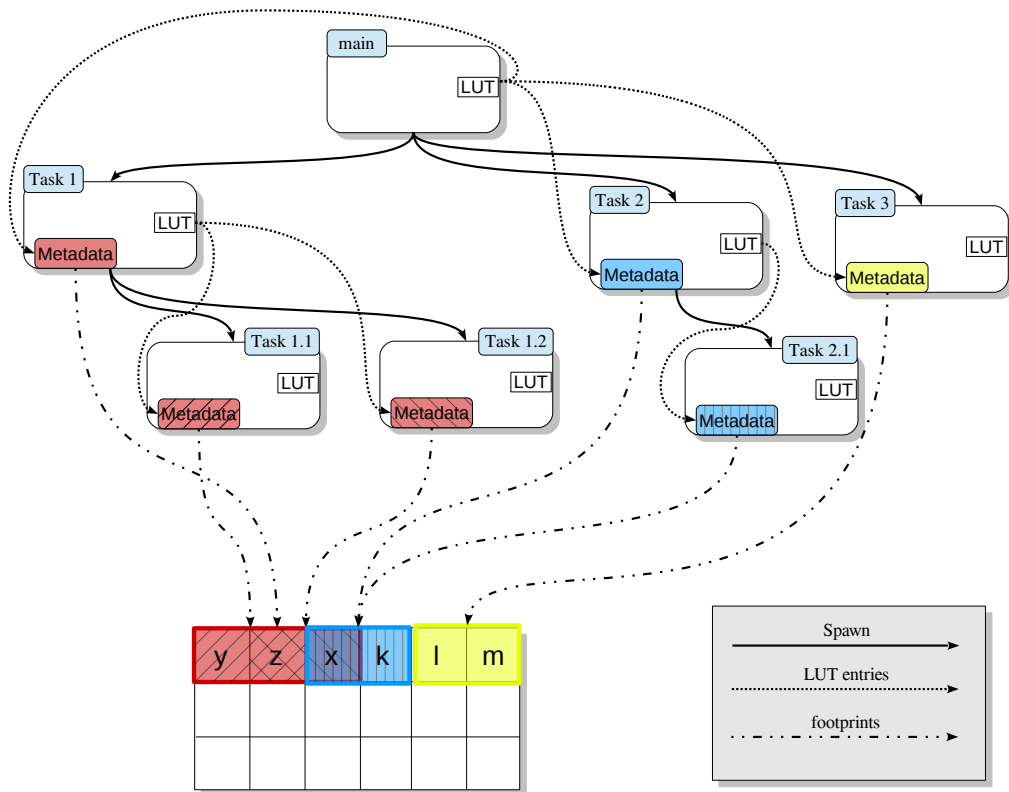 main
LUT
Task 1
LUT
Metadata
Task 2
LUT
Metadata
Task 3
LUT
Metadata
Task 1.1
LUT
Metadata
Task 1.2
LUT
Metadata
Task 2.1
LUT
Metadata
y z x k l m
Spawn
LUT entries
footprints